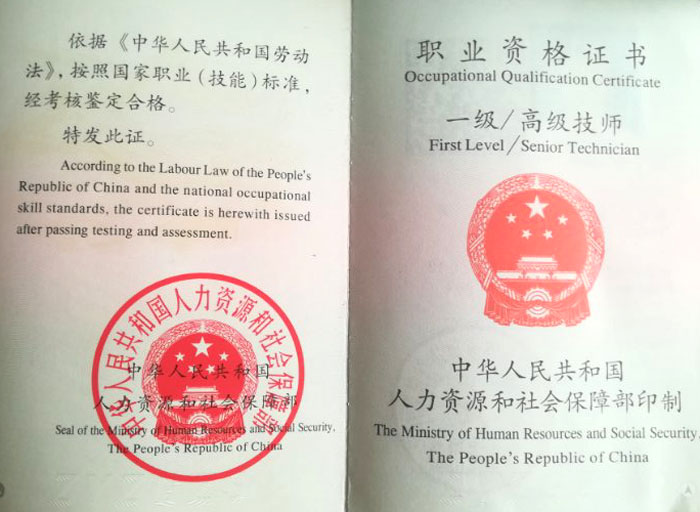 依据《中华人民共和国劳动
法》，按照国家职业（技能）标准，
经考核鉴定合格。
特发此证。
According to the Labour Law of the People's
Republic of China and the national occupational
skill standards, the certificate is herewith issued
after passing testing and assessment.
中华人民共和国人力资源和社会保障部
中华人民共和国
人力资源和社会保障部
Seal of the Ministry of Human Resources and Social Security,
The People's Republic of China
职业资格证书
Occupational Qualification Certificate
一级/高级技师
First Level/Senior Technician
中华人民共和国
人力资源和社会保障部印制
The Ministry of Human Resources and Social Security,
The People's Republic of China